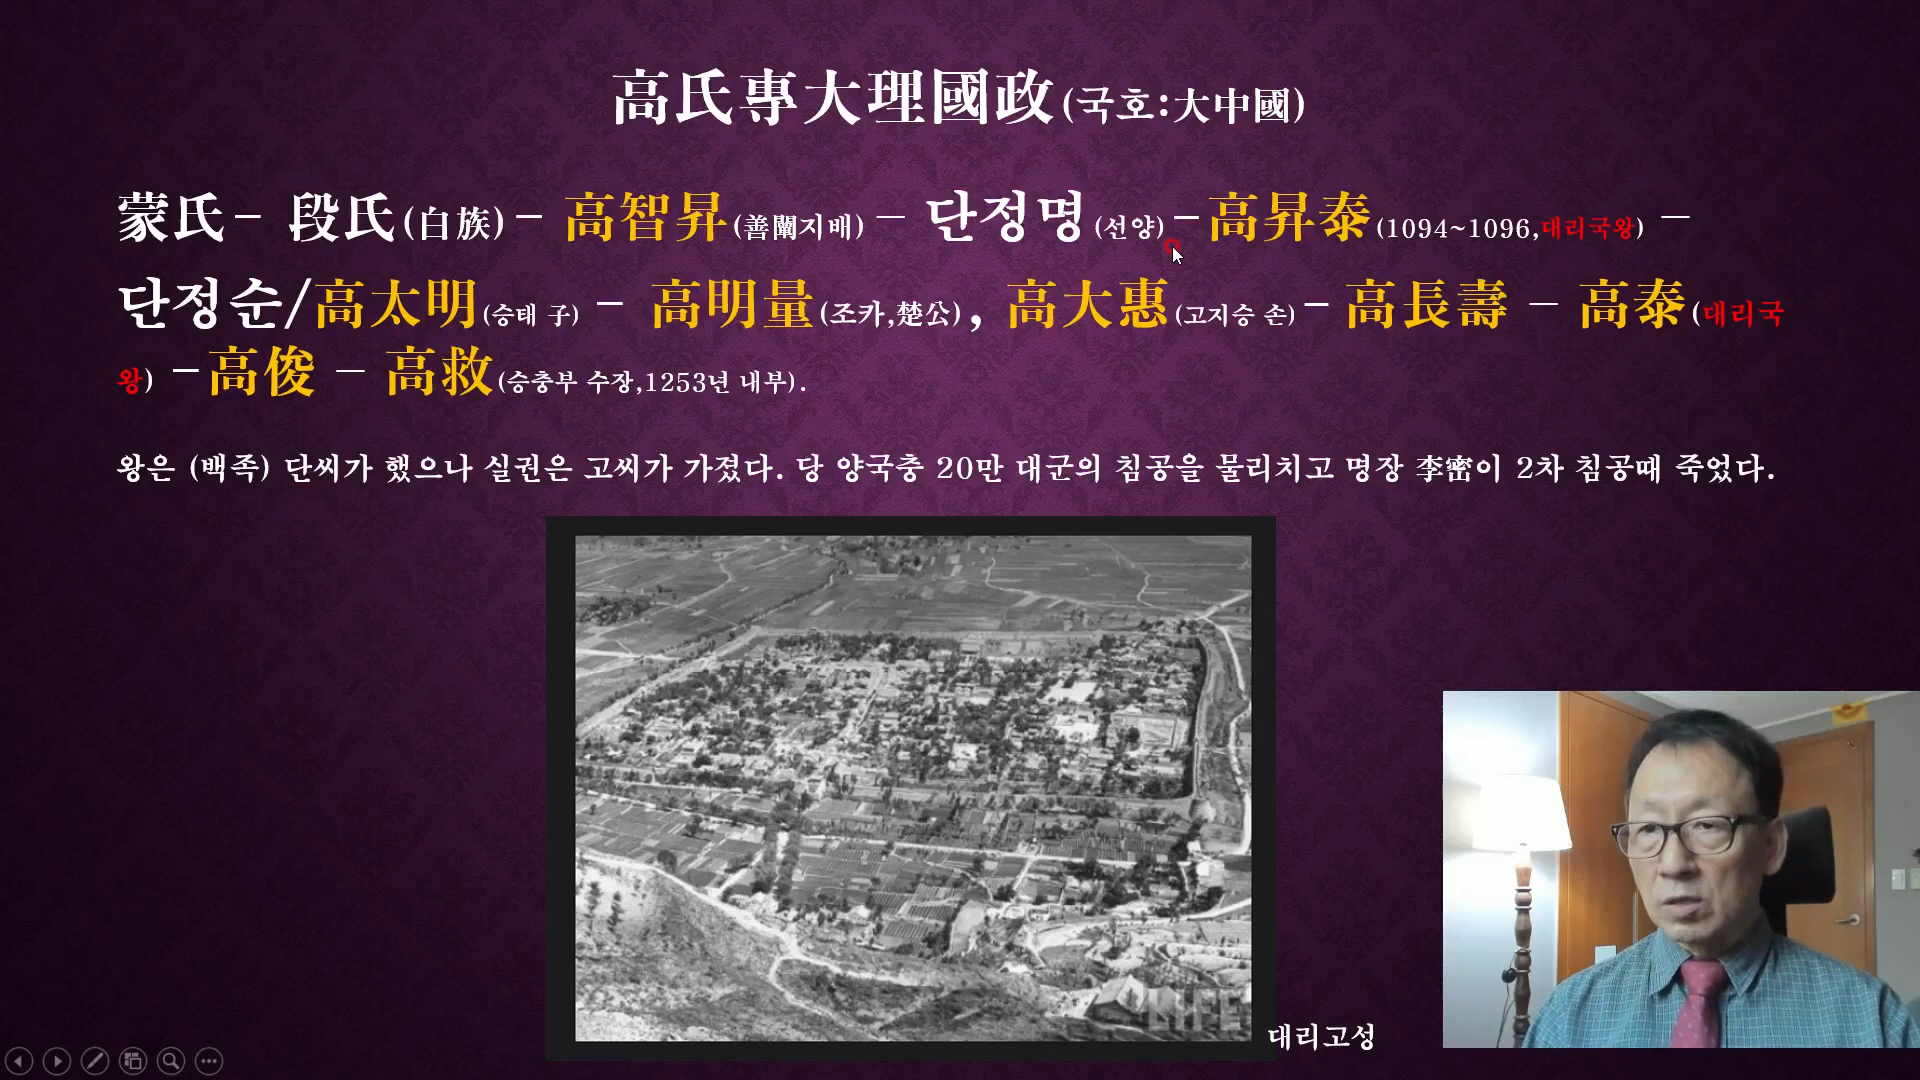 高氏專大理國政(국호:大中國)
蒙氏– 段氏(白族) – 高智昇(善闡지배) – 단정명(선양) –高昇泰(1094~1096,대리국왕) –
단정순/高太明(승태 子) – 高明量(조카,楚公), 高大惠(고지승 손) – 高長壽 – 高泰(대리국
왕) –高俊 – 高救(승충부 수장,1253년 내부).
왕은 (백족) 단씨가 했으나 실권은 고씨가 가졌다. 당 양국충 20만 대군의 침공을 물리치고 명장 李密이 2차 침공때 죽었다.
LIFE
대리고성